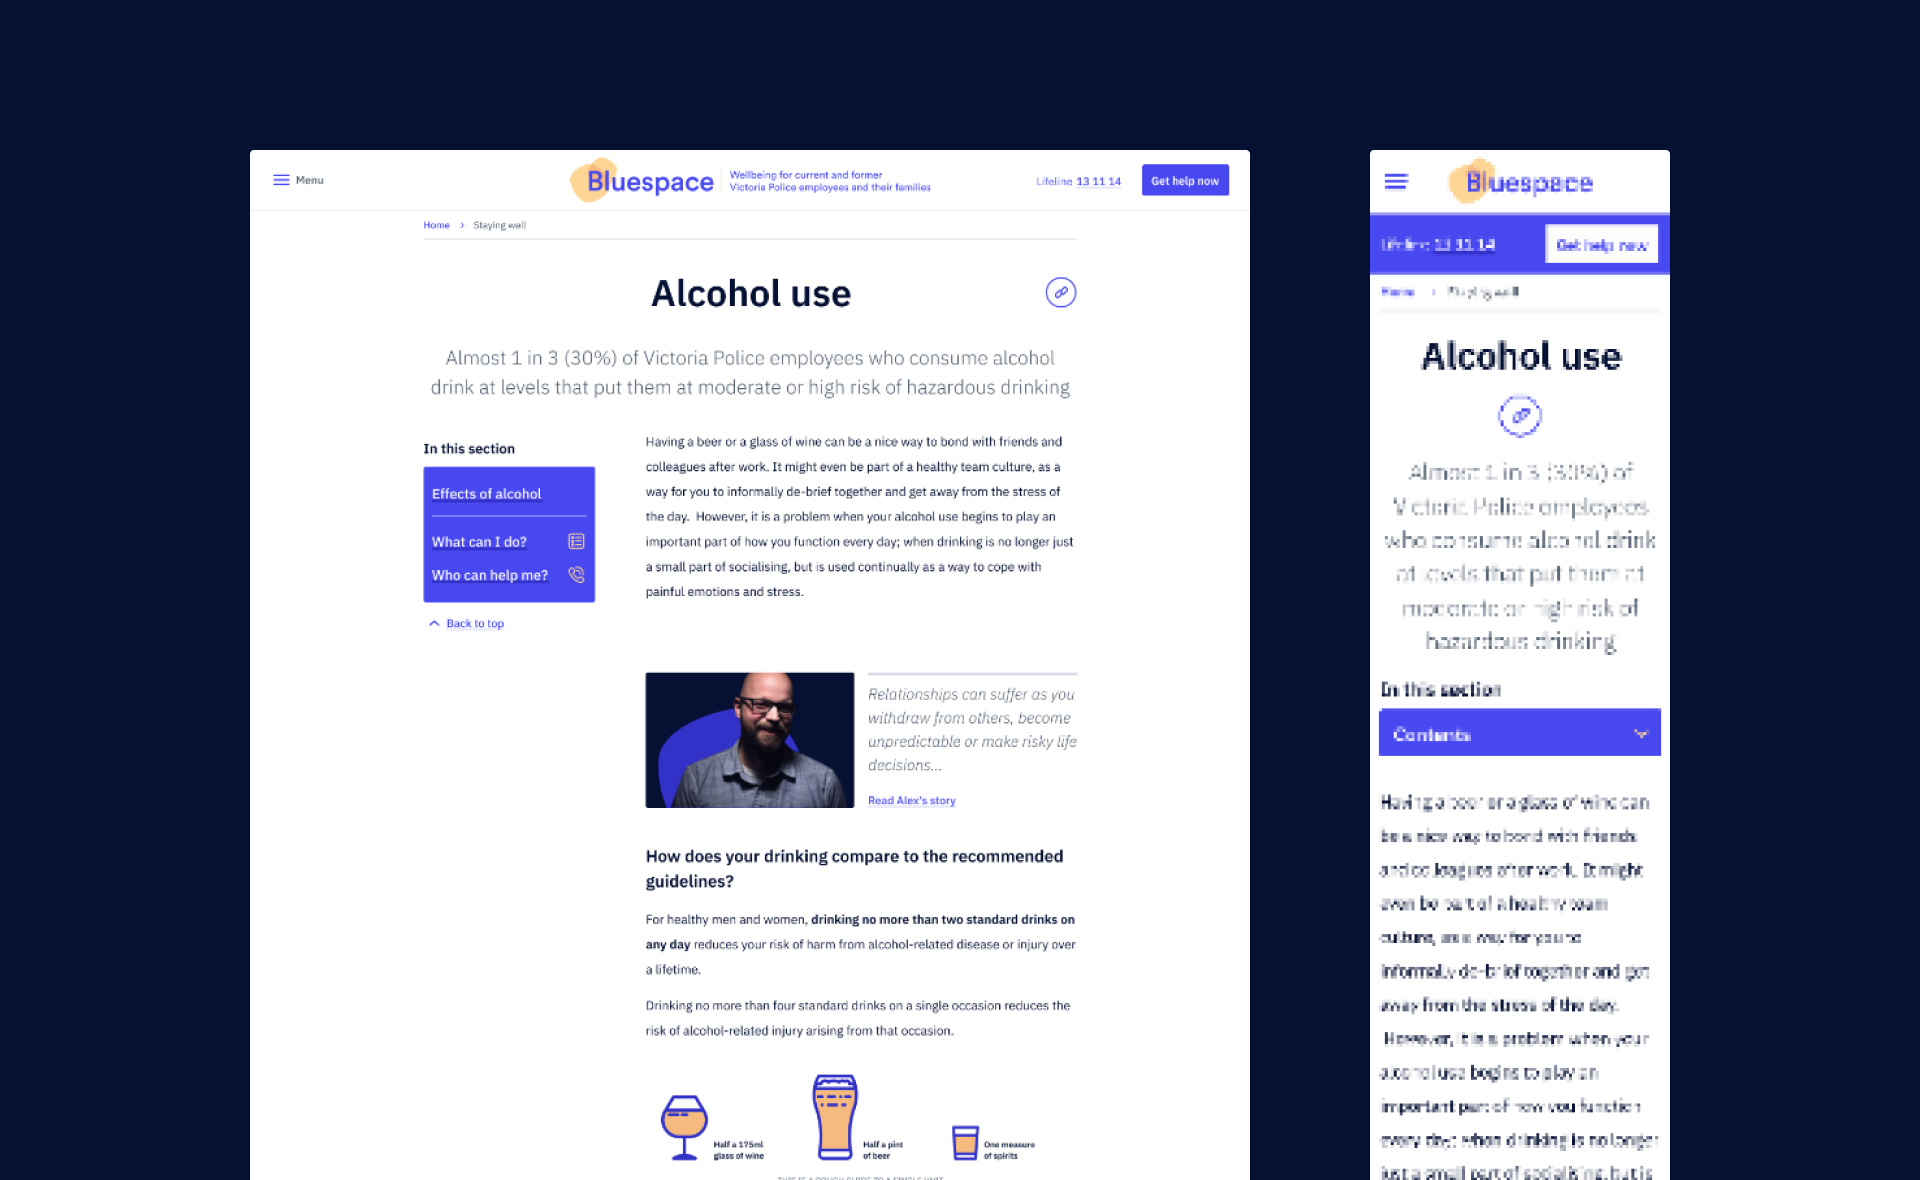 Menu
Bluespace
Wellbeing for current and former
Victoria Police employees and their families
Lifeline 13 11 14
Get help now
Home > Staying well
Alcohol use
Almost 1 in 3 (30%) of Victoria Police employees who consume alcohol
drink at levels that put them at moderate or high risk of hazardous drinking
In this section
Effects of alcohol
What can I do?
Who can help me?
Back to top
Having a beer or a glass of wine can be a nice way to bond with friends and
colleagues after work. It might even be part of a healthy team culture, as a
way for you to informally de-brief together and get away from the stress of
the day.  However, it is a problem when your alcohol use begins to play an
important part of how you function every day; when drinking is no longer just
a small part of socialising, but is used continually as a way to cope with
painful emotions and stress.
Relationships can suffer as you
withdraw from others, become
unpredictable or make risky life
decisions...
Read Alex's story
How does your drinking compare to the recommended
guidelines?
For healthy men and women, drinking no more than two standard drinks on
any day reduces your risk of harm from alcohol-related disease or injury over
a lifetime.
Drinking no more than four standard drinks on a single occasion reduces the
risk of alcohol-related injury arising from that occasion.
Half a 175ml
glass of wine
Half a pint
of beer
One measure
of spirits
THIS IS A ROUGH GUIDE TO A SINGLE UNIT
Bluespace
Lifeline 13 11 14
Get help now
Home > Staying well
Alcohol use
Almost 1 in 3 (30%) of
Victoria Police employees
who consume alcohol drink
at levels that put them at
moderate or high risk of
hazardous drinking
In this section
Contents
Having a beer or a glass of wine can
be a nice way to bond with friends
and colleagues after work. It might
even be part of a healthy team
culture, as a way for you to
informally de-brief together and get
away from the stress of the day.
However, it is a problem when your
alcohol use begins to play an
important part of how you function
every day; when drinking is no longer
just a small part of socialising, but is